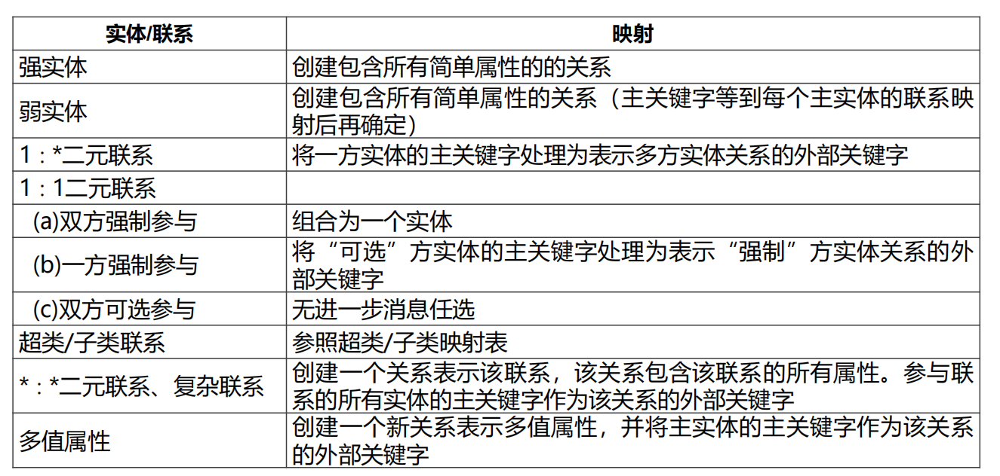 实体/联系
映射
强实体
创建包含所有简单属性的的关系
弱实体
创建包含所有简单属性的关系（主关键字等到每个主实体的联系映
射后再确定）
1：*二元联系
将一方实体的主关键字处理为表示多方实体关系的外部关键字
1：1二元联系
(a)双方强制参与
组合为一个实体
(b)一方强制参与
将“可选”方实体的主关键字处理为表示“强制”方实体关系的外
部关键字
(c)双方可选参与
无进一步消息任选
超类/子类联系
参照超类/子类映射表
*：*二元联系、复杂联系
创建一个关系表示该联系，该关系包含该联系的所有属性。参与联
系的所有实体的主关键字作为该关系的外部关键字
多值属性
创建一个新关系表示多值属性，并将主实体的主关键字作为该关系
的外部关键字